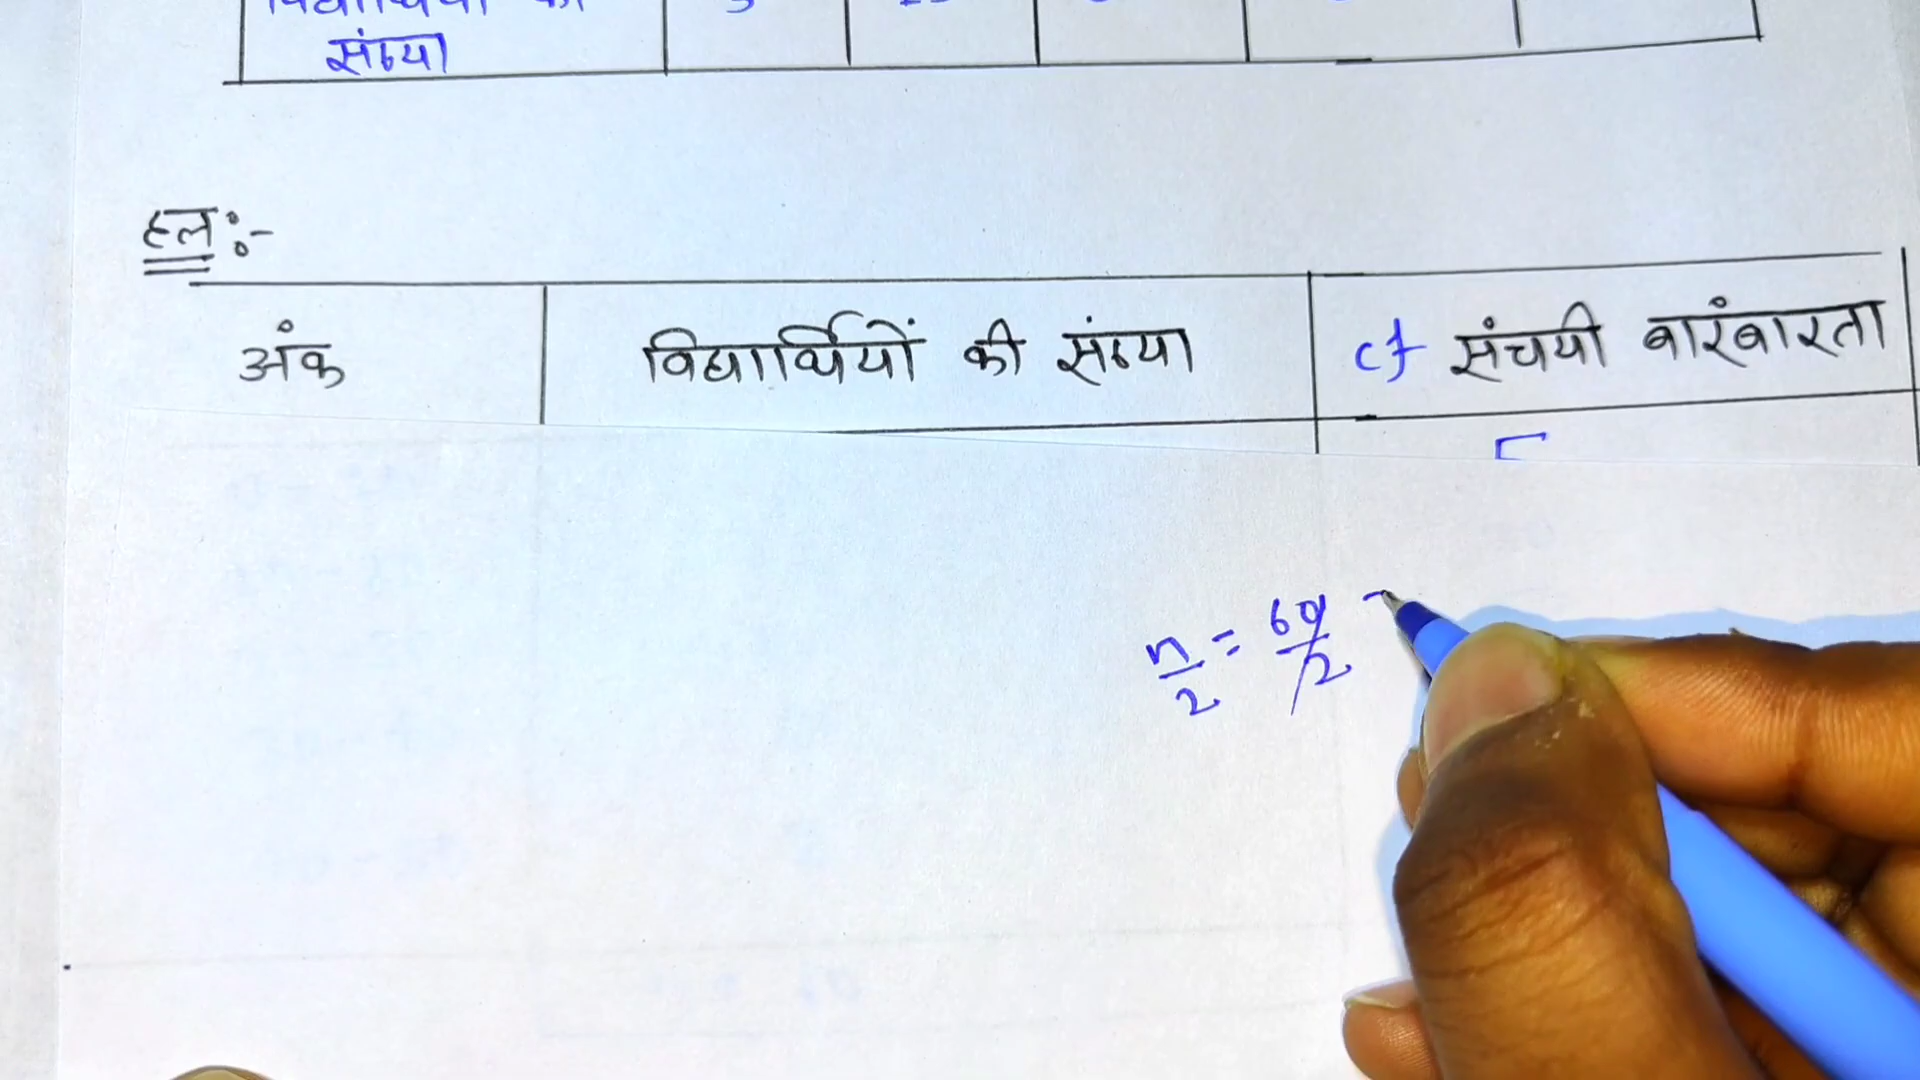 संख्या
हल :-
अंक विद्यार्थियों की संख्या cf संचयी बारंबारता
n/2 = 60/2